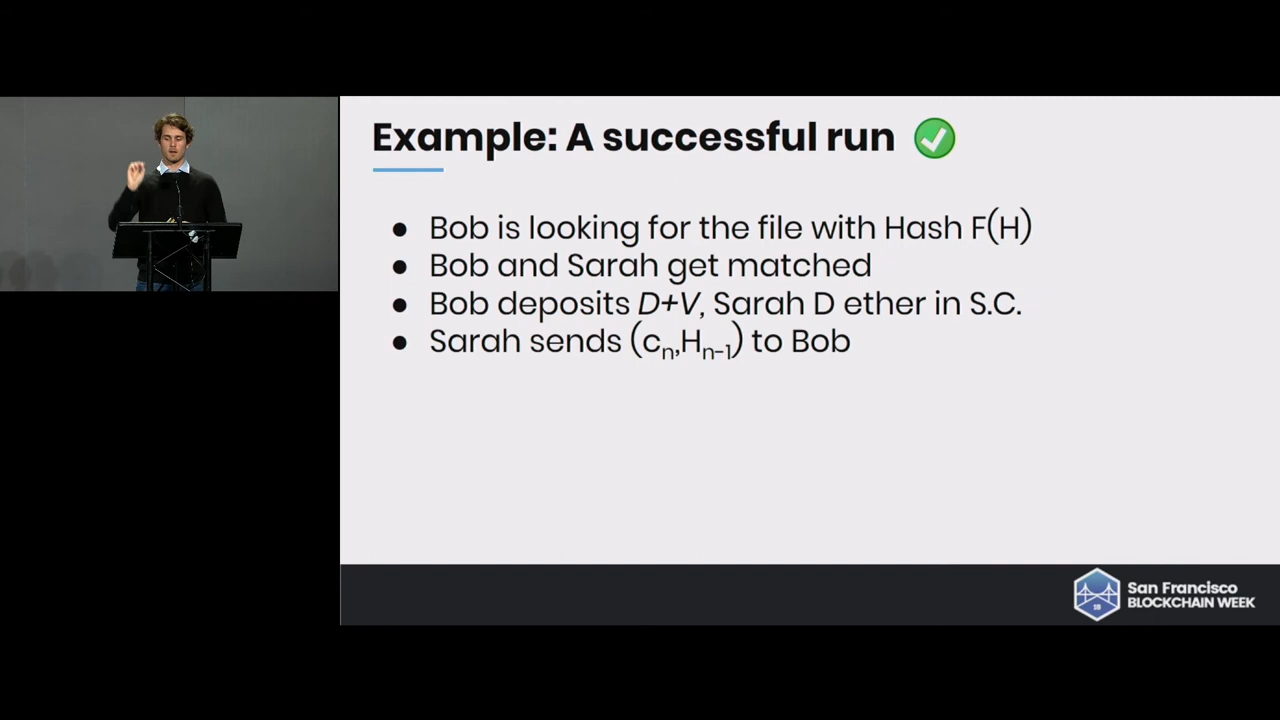 Example: A successful run
● Bob is looking for the file with Hash F(H)
● Bob and Sarah get matched
● Bob deposits D+V, Sarah D ether in S.C.
● Sarah sends (cn,Hn-1) to Bob
18
San Francisco
BLOCKCHAIN WEEK